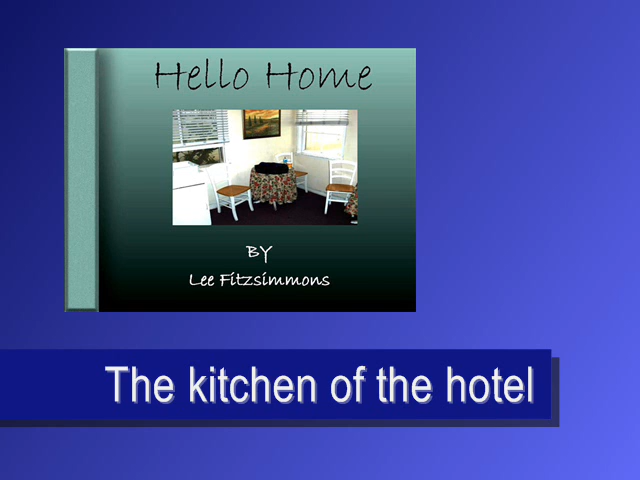 Hello Home
BY
Lee Fitzsimmons
The kitchen of the hotel